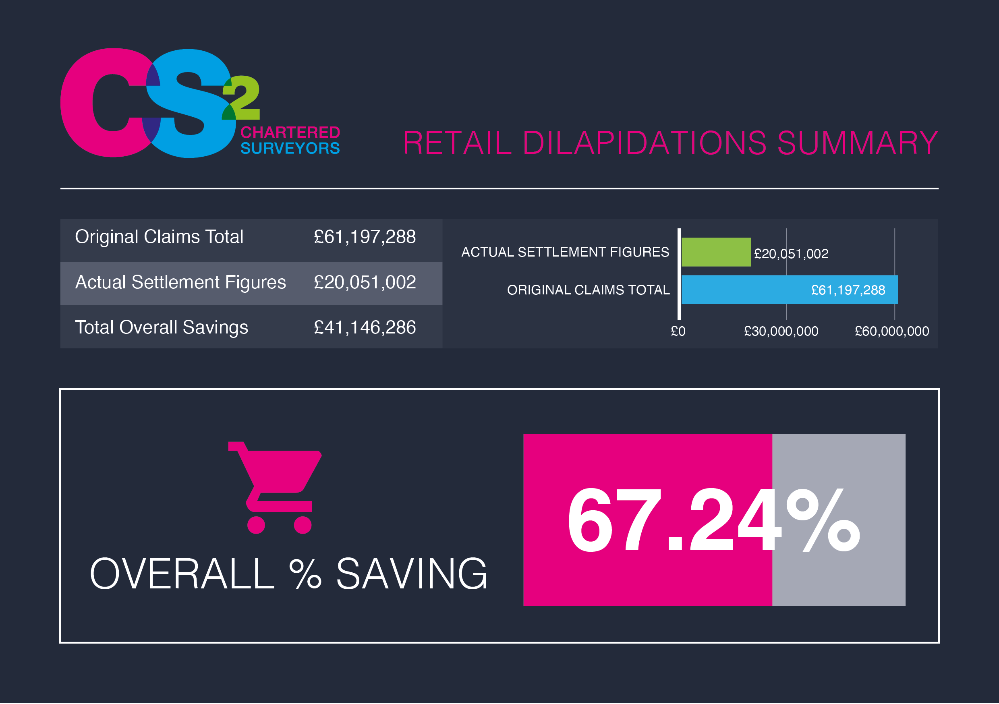 CS2
CHARTERED
SURVEYORS
RETAIL DILAPIDATIONS SUMMARY
Original Claims Total £61,197,288
Actual Settlement Figures £20,051,002
Total Overall Savings £41,146,286
ACTUAL SETTLEMENT FIGURES £20,051,002
ORIGINAL CLAIMS TOTAL £61,197,288
£0 £30,000,000 £60,000,000
OVERALL % SAVING
67.24%